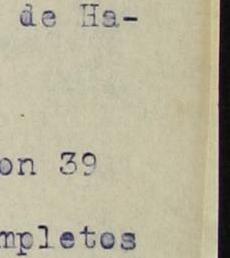 de Ha-
on 39
mpletos